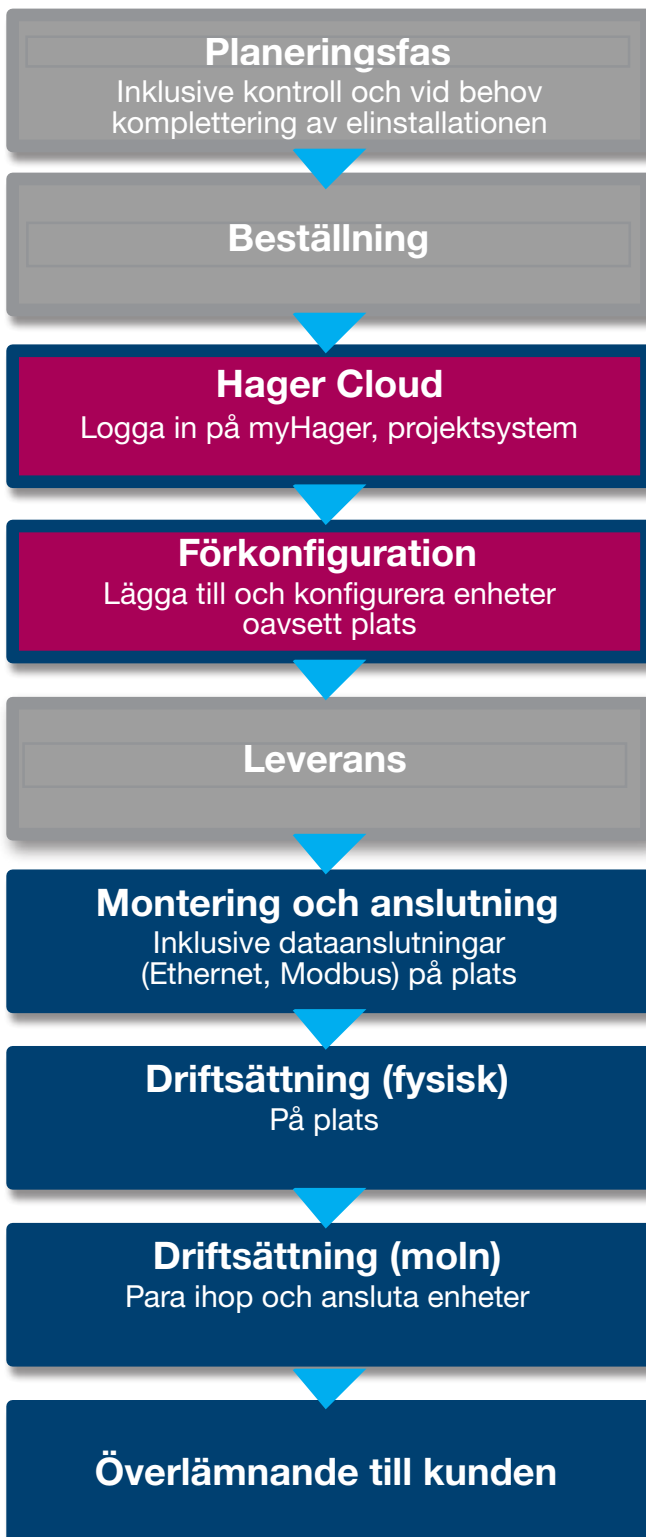 Planeringsfas
Inklusive kontroll och vid behov
komplettering av elinstallationen
Beställning
Hager Cloud
Logga in på myHager, projektsystem
Förkonfiguration
Lägga till och konfigurera enheter
oavsett plats
Leverans
Montering och anslutning
Inklusive dataanslutningar
(Ethernet, Modbus) på plats
Driftsättning (fysisk)
På plats
Driftsättning (moln)
Para ihop och ansluta enheter
Överlämnande till kunden